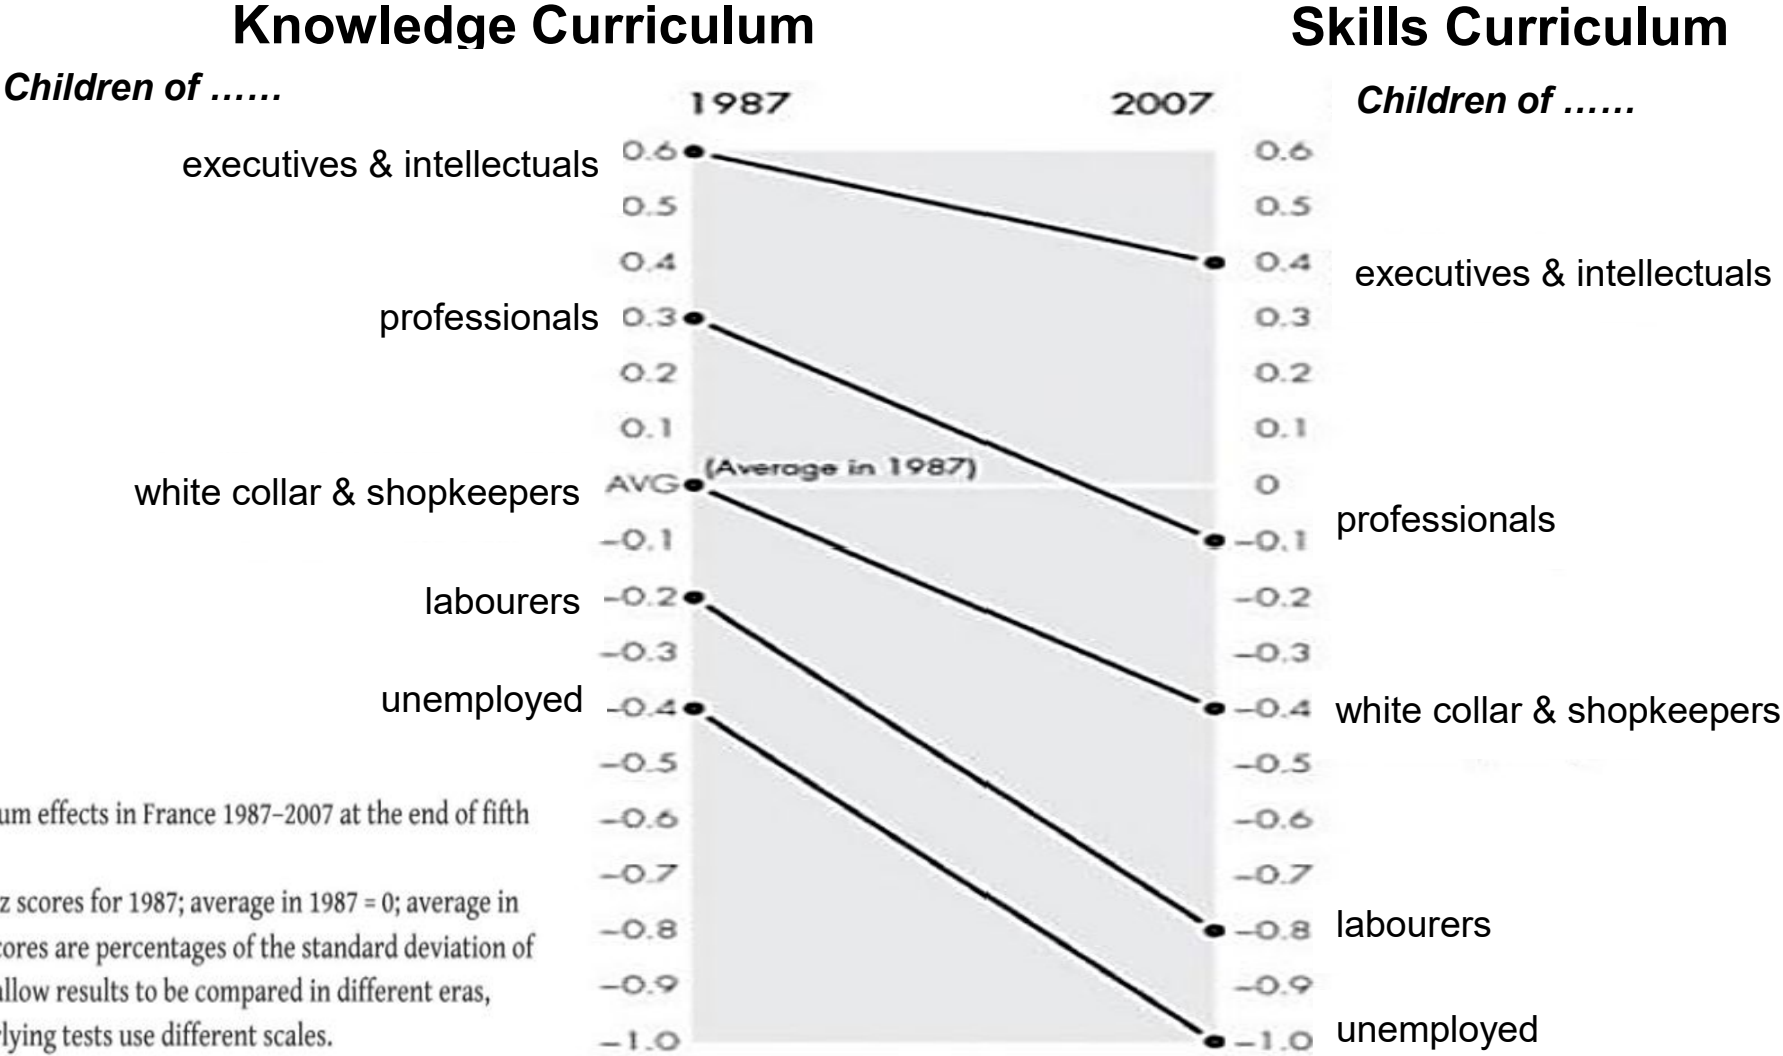 Knowledge Curriculum
Skills Curriculum
Children of ……
Children of ……
1987
2007
executives & intellectuals
0.6
0.6
0.5
0.5
0.4
0.4
executives & intellectuals
professionals
0.3
0.3
0.2
0.2
0.1
0.1
(Average in 1987)
white collar & shopkeepers
AVG
0
-0.1
-0.1
professionals
labourers
-0.2
-0.2
-0.3
-0.3
unemployed
-0.4
-0.4
white collar & shopkeepers
-0.5
-0.5
-0.6
-0.6
-0.7
-0.7
-0.8
-0.8
labourers
-0.9
-0.9
-1.0
-1.0
unemployed
effects in France 1987–2007 at the end of fifth
z scores for 1987; average in 1987 = 0; average in
are percentages of the standard deviation of
results to be compared in different eras,
tests use different scales.